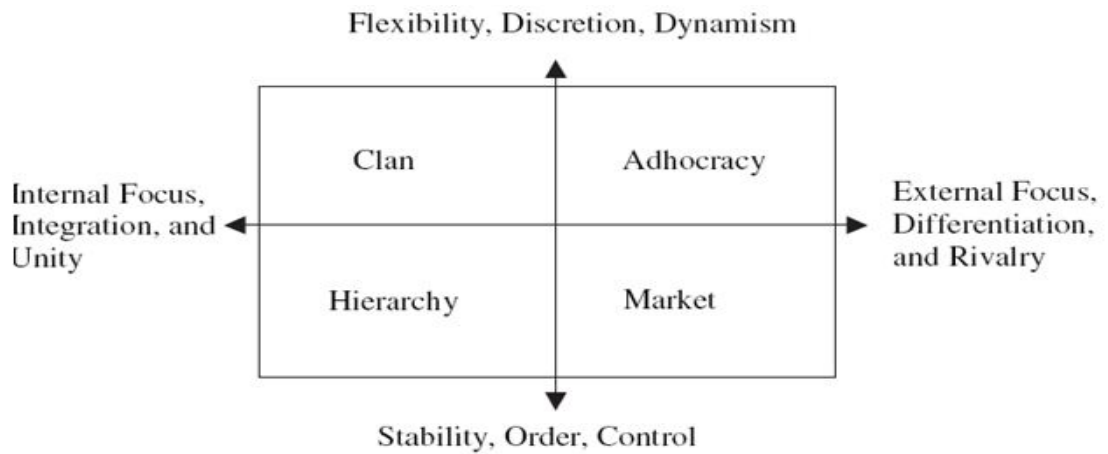 Flexibility, Discretion, Dynamism
Clan
Adhocracy
Internal Focus,
Integration, and
Unity
External Focus,
Differentiation,
and Rivalry
Hierarchy
Market
Stability, Order, Control